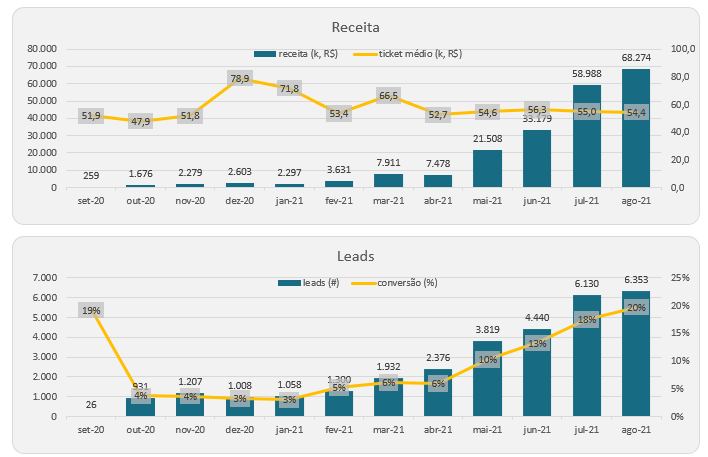 Receita
receita (k, R$) ticket médio (k, R$)
80.000 100,0
70.000 80,0
60.000 60,0
50.000 40,0
40.000 20,0
30.000 0,0
20.000
10.000
0
51,9 47,9 51,8 78,9 71,8 53,4 66,5 52,7 54,6 56,3 55,0 54,4
259 1.676 2.279 2.603 2.297 3.631 7.911 7.478 21.508 33.179 58.988 68.274
set-20 out-20 nov-20 dez-20 jan-21 fev-21 mar-21 abr-21 mai-21 jun-21 jul-21 ago-21
Leads
leads (#) conversão (%)
7.000 25%
6.000 20%
5.000 15%
4.000 10%
3.000 5%
2.000 0%
1.000
0
19% 4% 4% 3% 3% 5% 6% 6% 10% 13% 18% 20%
26 931 1.207 1.008 1.058 1.932 2.376 3.819 4.440 6.130 6.353
set-20 out-20 nov-20 dez-20 jan-21 fev-21 mar-21 abr-21 mai-21 jun-21 jul-21 ago-21